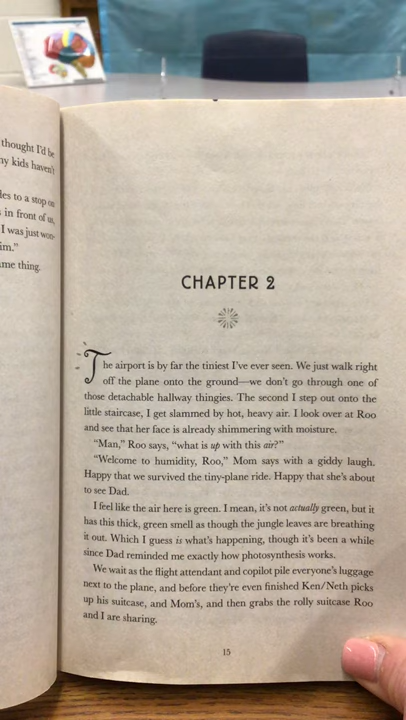 thought I'd be
my kids haven't
to a stop on
in front of us,
I was just won-
im."
ame thing.
CHAPTER 2
The airport is by far the tiniest I've ever seen. We just walk right
off the plane onto the ground—we don't go through one of
those detachable hallway thingies. The second I step out onto the
little staircase, I get slammed by hot, heavy air. I look over at Roo
and see that her face is already shimmering with moisture.
"Man," Roo says, "what is up with this air?"
"Welcome to humidity, Roo," Mom says with a giddy laugh.
Happy that we survived the tiny-plane ride. Happy that she's about
to see Dad.
I feel like the air here is green. I mean, it's not actually green, but it
has this thick, green smell as though the jungle leaves are breathing
it out. Which I guess is what's happening, though it's been a while
since Dad reminded me exactly how photosynthesis works.
We wait as the flight attendant and copilot pile everyone's luggage
next to the plane, and before they're even finished Ken/Neth picks
up his suitcase, and Mom's, and then grabs the rolly suitcase Roo
and I are sharing.
15